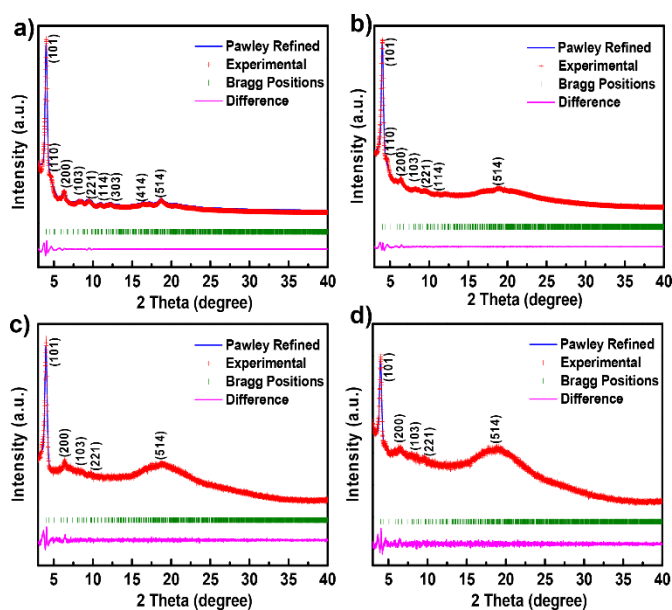 a)
Pawley Refined
Experimental
Bragg Positions
Difference
(101)
(110)
(200)
(103)
(221)
(114)
(303)
(414)
(514)
Intensity (a.u.)
5 10 15 20 25 30 35 40
2 Theta (degree)
b)
Pawley Refined
Experimental
Bragg Positions
Difference
(101)
(110)
(200)
(103)
(221)
(114)
(514)
Intensity (a.u.)
5 10 15 20 25 30 35 40
2 Theta (degree)
c)
Pawley Refined
Experimental
Bragg Positions
Difference
(101)
(200)
(103)
(221)
(514)
Intensity (a.u.)
5 10 15 20 25 30 35 40
2 Theta (degree)
d)
Pawley Refined
Experimental
Bragg Positions
Difference
(101)
(200)
(103)
(221)
(514)
Intensity (a.u.)
5 10 15 20 25 30 35 40
2 Theta (degree)